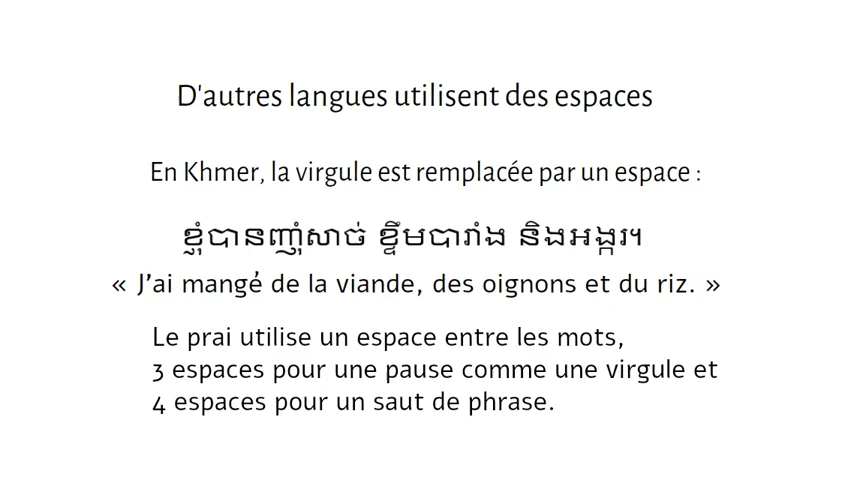 D'autres langues utilisent des espaces
En Khmer, la virgule est remplacée par un espace :
ខ្ញុំបានញ៉ាំសាច់ ខ្ទឹមបារាំង និងអង្ករ។
« J’ai mangé de la viande, des oignons et du riz. »
Le prai utilise un espace entre les mots,
3 espaces pour une pause comme une virgule et
4 espaces pour un saut de phrase.